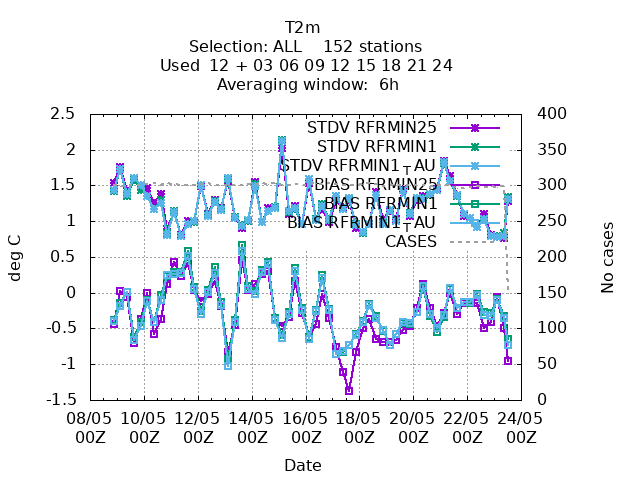 T2m
Selection: ALL    152 stations
Used  12 + 03 06 09 12 15 18 21 24
Averaging window:  6h
2.5
2
1.5
1
0.5
0
-0.5
-1
-1.5
400
350
300
250
200
150
100
50
0
deg C
No cases
STDV RFRMIN25
STDV RFRMIN1
STDV RFRMIN1_AU
BIAS RFRMIN25
BIAS RFRMIN1
BIAS RFRMIN1_AU
CASES
08/05 10/05 12/05 14/05 16/05 18/05 20/05 22/05 24/05
00Z 00Z 00Z 00Z 00Z 00Z 00Z 00Z 00Z
Date